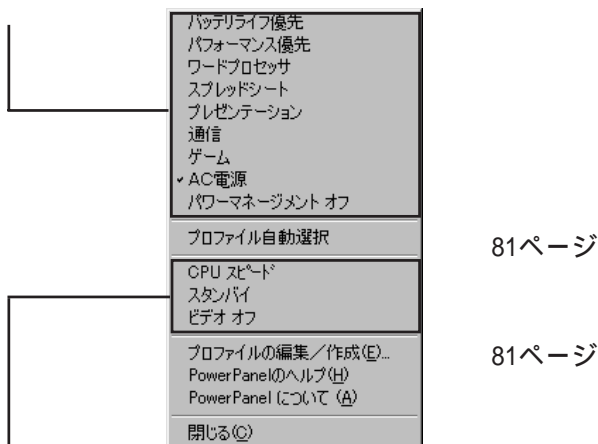 バッテリライフ優先
パフォーマンス優先
ワードプロセッサ
スプレッドシート
プレゼンテーション
通信
ゲーム
✓AC電源
パワーマネージメント オフ
プロファイル自動選択
81ページ
CPU スピード
スタンバイ
ビデオ オフ
プロファイルの編集／作成(E)...
81ページ
PowerPanelのヘルプ(H)
PowerPanel について (A)
閉じる(C)